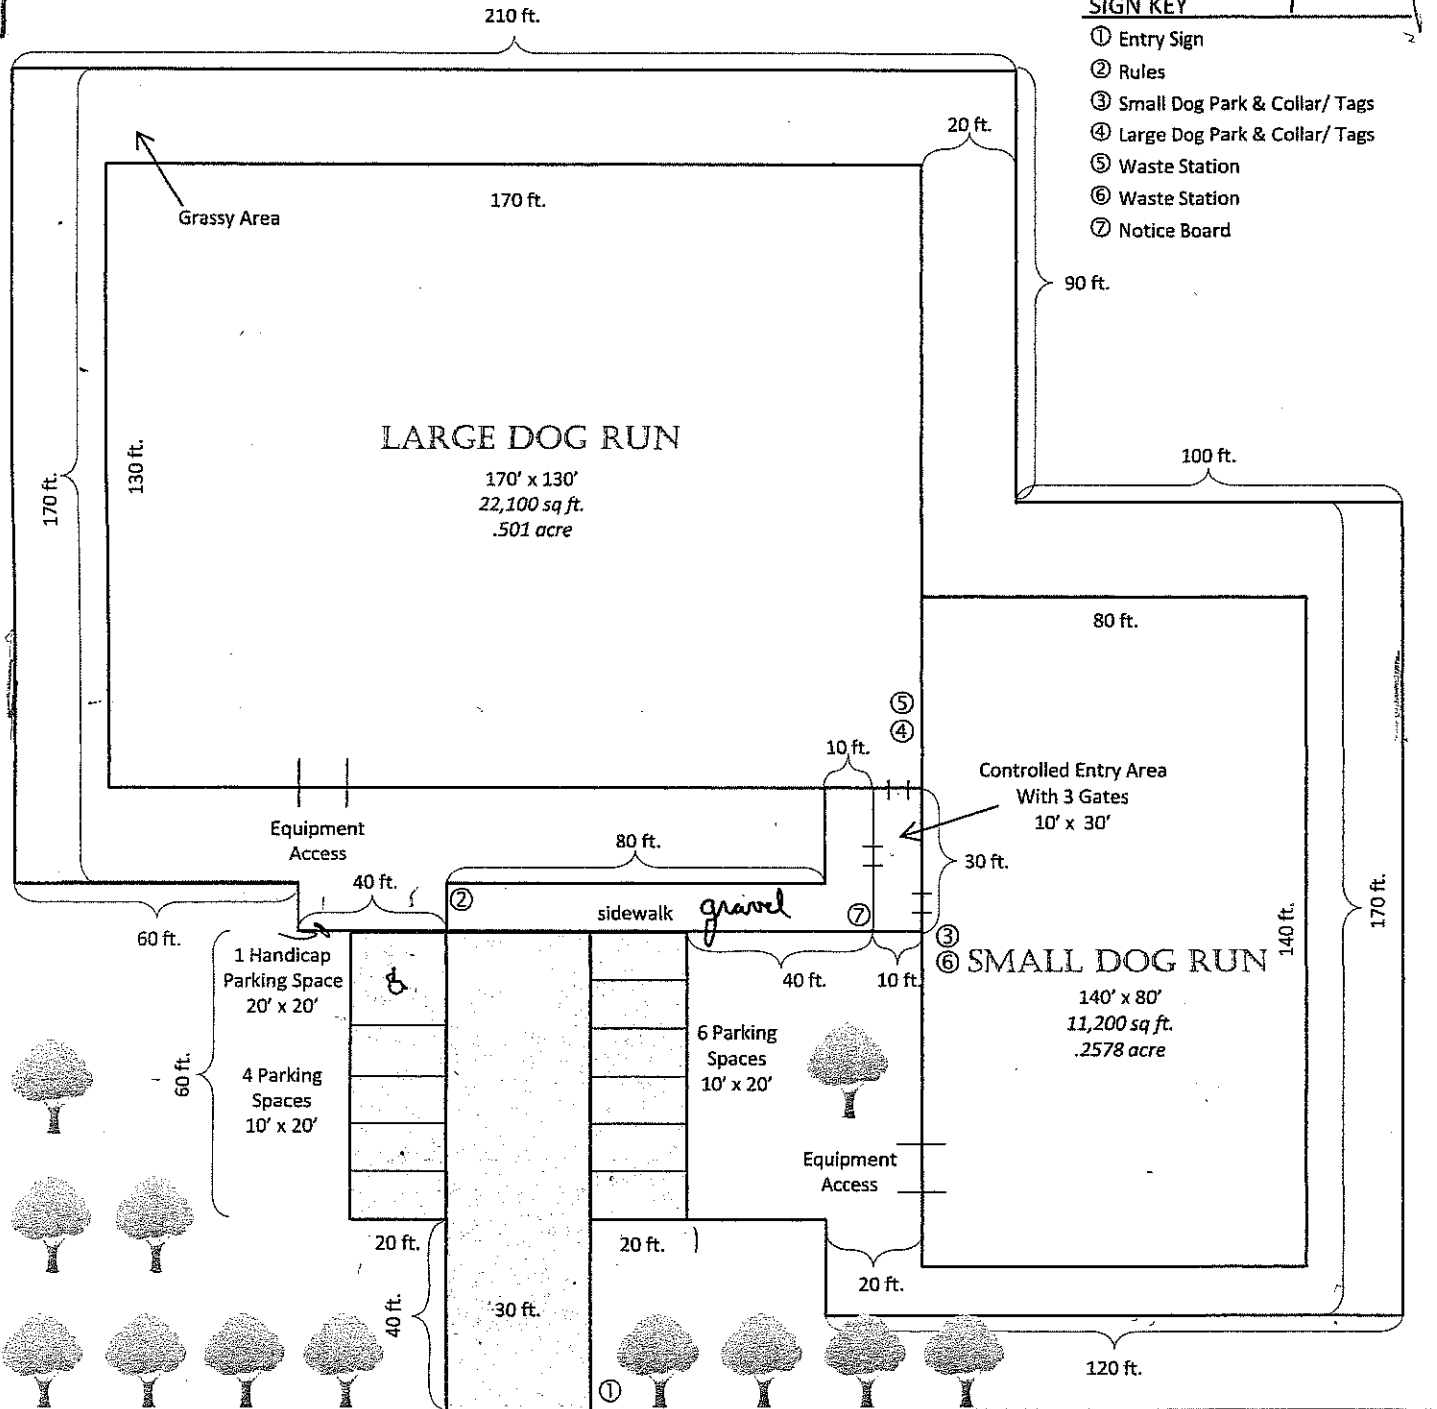 210 ft.
SIGN KEY
① Entry Sign
② Rules
③ Small Dog Park & Collar/ Tags
④ Large Dog Park & Collar/ Tags
⑤ Waste Station
⑥ Waste Station
⑦ Notice Board
20 ft.
Grassy Area
170 ft.
90 ft.
170 ft.
130 ft.
LARGE DOG RUN
170' x 130'
22,100 sq ft.
.501 acre
100 ft.
80 ft.
⑤
④
10 ft.
Controlled Entry Area
With 3 Gates
10' x 30'
Equipment
Access
80 ft.
30 ft.
40 ft.
②
sidewalk
gravel
⑦
60 ft.
170 ft.
140 ft.
③
⑥
SMALL DOG RUN
140' x 80'
11,200 sq ft.
.2578 acre
1 Handicap
Parking Space
20' x 20'
40 ft.
10 ft.
60 ft.
4 Parking
Spaces
10' x 20'
6 Parking
Spaces
10' x 20'
Equipment
Access
20 ft.
20 ft.
20 ft.
40 ft.
30 ft.
120 ft.
①